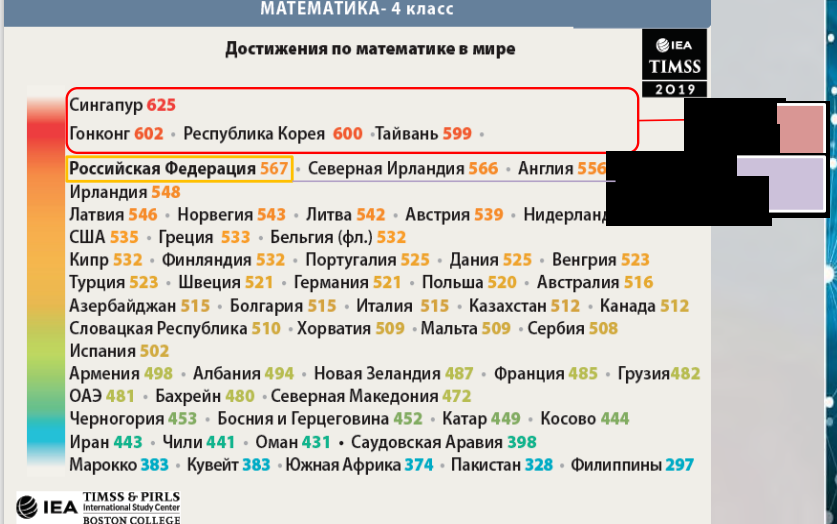 МАТЕМАТИКА- 4 класс
Достижения по математике в мире
IEA
TIMSS
2019
Сингапур 625
Гонконг 602 • Республика Корея 600 •Тайвань 599 •
Российская Федерация 567 • Северная Ирландия 566 • Англия 556
Ирландия 548
Латвия 546 • Норвегия 543 • Литва 542 • Австрия 539 •
США 535 • Греция 533 • Бельгия (фл.) 532
Кипр 532 • Финляндия 532 • Португалия 525 • Дания 525 • Венгрия 523
Турция 523 • Швеция 521 • Германия 521 • Польша 520 • Австралия 516
Азербайджан 515 • Болгария 515 • Италия 515 • Казахстан 512 • Канада 512
Словацкая Республика 510 •Хорватия 509 •Мальта 509 •Сербия 508
Испания 502
Армения 498 • Албания 494 • Новая Зеландия 487 • Франция 485 • Грузия482
ОАЭ 481 • Бахрейн 480 •Северная Македония 472
Черногория 453 • Босния и Герцеговина 452 • Катар 449 • Косово 444
Иран 443 • Чили 441 • Оман 431 • Саудовская Аравия 398
Марокко 383 • Кувейт 383 •Южная Африка 374 • Пакистан 328 • Филиппины 297
IEA
TIMSS & PIRLS
International Study Center
BOSTON COLLEGE